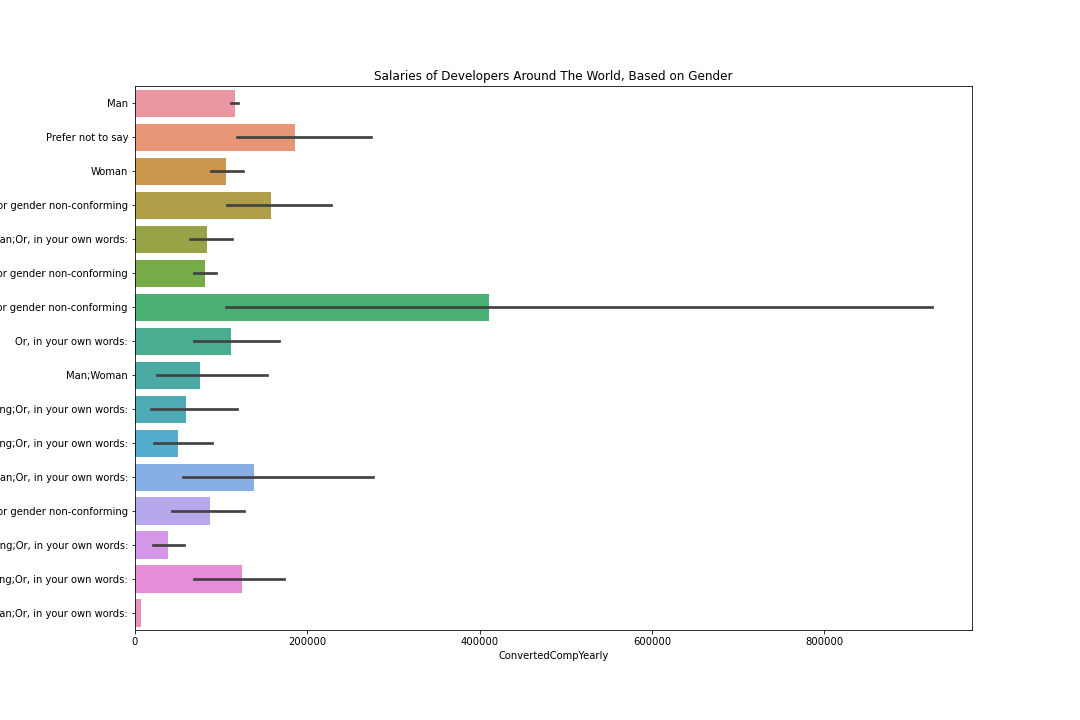 Salaries of Developers Around The World, Based on Gender
Man
Prefer not to say
Woman
or gender non-conforming
an;Or, in your own words:
or gender non-conforming
or gender non-conforming
Or, in your own words:
Man;Woman
ng;Or, in your own words:
ng;Or, in your own words:
an;Or, in your own words:
or gender non-conforming
ng;Or, in your own words:
ng;Or, in your own words:
an;Or, in your own words:
0 200000 400000 600000 800000
ConvertedCompYearly